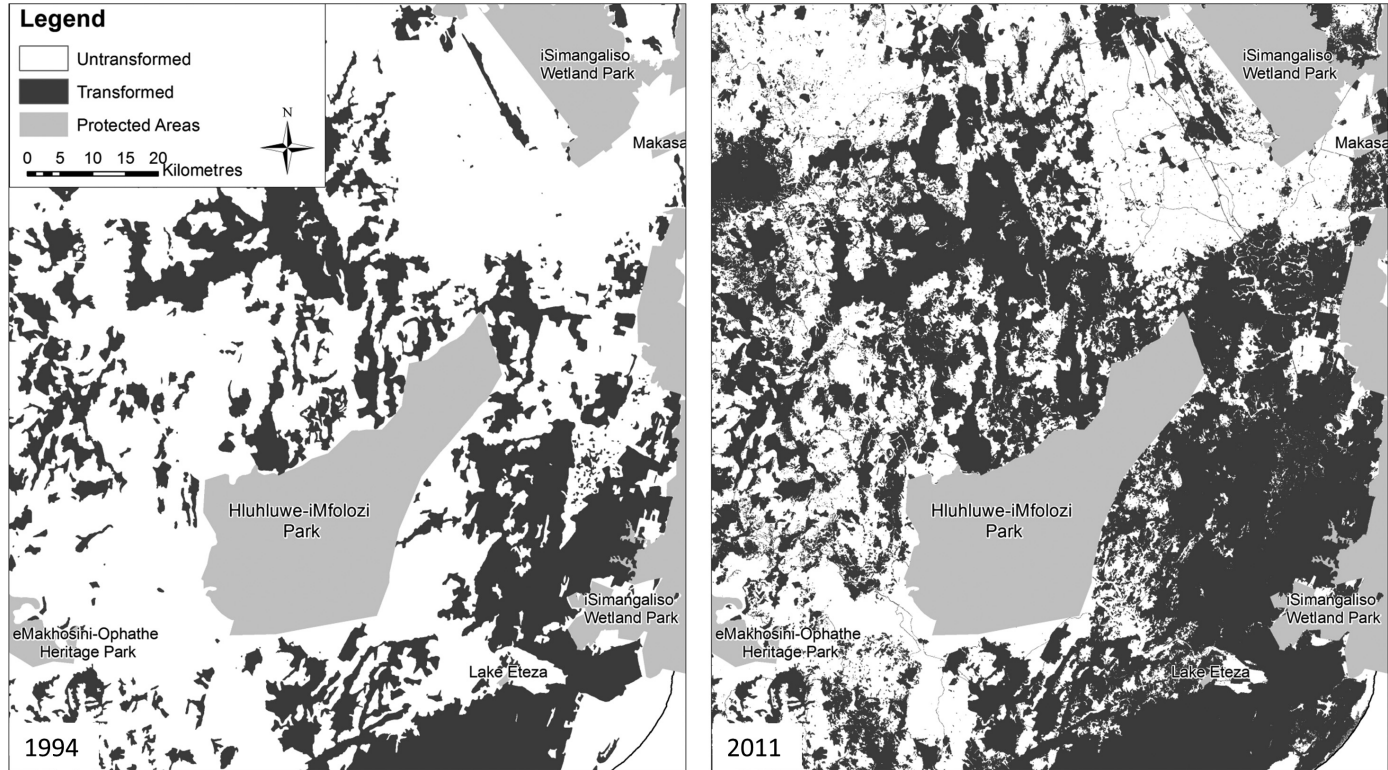 Legend
Untransformed
Transformed
Protected Areas
N
0 5 10 15 20
Kilometres
iSimangaliso
Wetland Park
Makasa
Hluhluwe-iMfolozi
Park
eMakhosini-Ophathe
Heritage Park
iSimangaliso
Wetland Park
Lake Eteza
1994
iSimangaliso
Wetland Park
Makasa
Hluhluwe-iMfolozi
Park
eMakhosini-Ophathe
Heritage Park
iSimangaliso
Wetland Park
Lake Eteza
2011